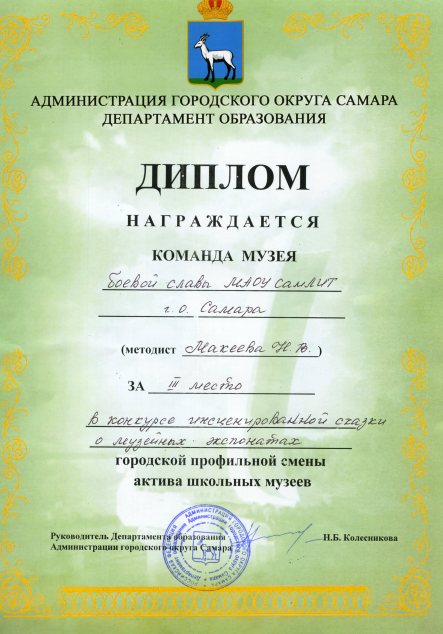 АДМИНИСТРАЦИЯ ГОРОДСКОГО ОКРУГА САМАРА
ДЕПАРТАМЕНТ ОБРАЗОВАНИЯ
ДИПЛОМ
НАГРАЖДАЕТСЯ
КОМАНДА МУЗЕЯ
боевой славы МАОУ СамЛИТ
г.о. Самара
(методист Макеева Н.В.)
ЗА III место
в конкурсе инсценированной сказки
о музейных экспонатах
городской профильной смены
актива школьных музеев
Руководитель Департамента образования
Администрации городского округа Самара
Н.Б. Колесникова